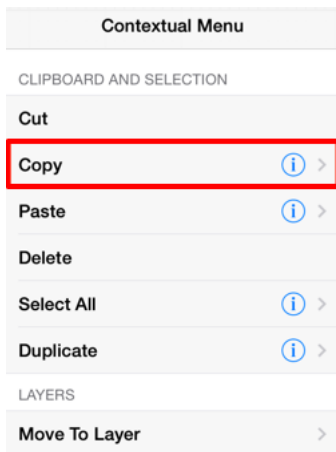 Contextual Menu
CLIPBOARD AND SELECTION
Cut
Copy
Paste
Delete
Select All
Duplicate
LAYERS
Move To Layer